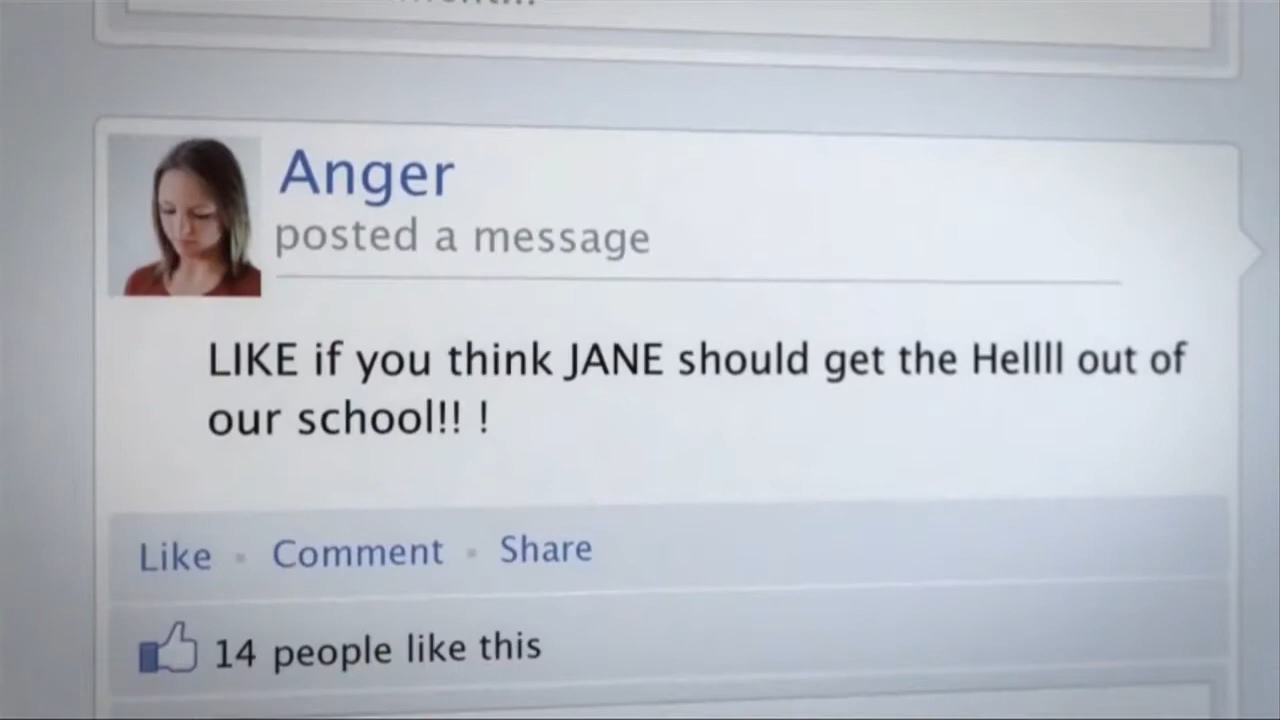 Anger
posted a message
LIKE if you think JANE should get the Hellll out of
our school!! !
Like · Comment · Share
14 people like this